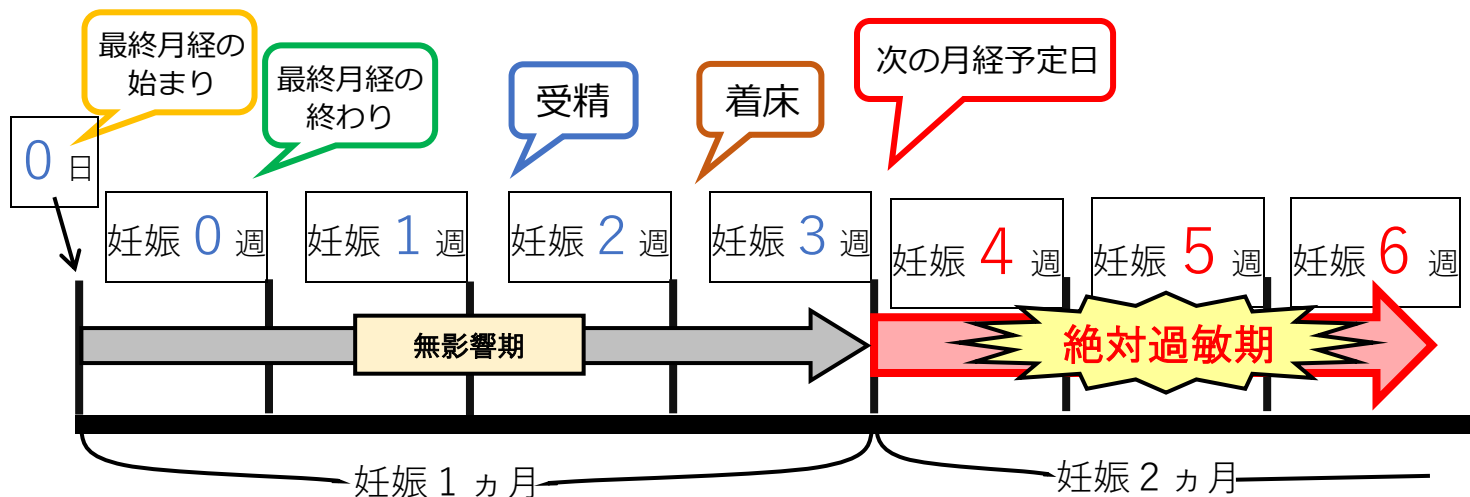 最終月経の
始まり
最終月経の
終わり
受精
着床
次の月経予定日
0 日
妊娠 0 週
妊娠 1 週
妊娠 2 週
妊娠 3 週
妊娠 4 週
妊娠 5 週
妊娠 6 週
無影響期
絶対過敏期
妊娠1ヵ月
妊娠2ヵ月